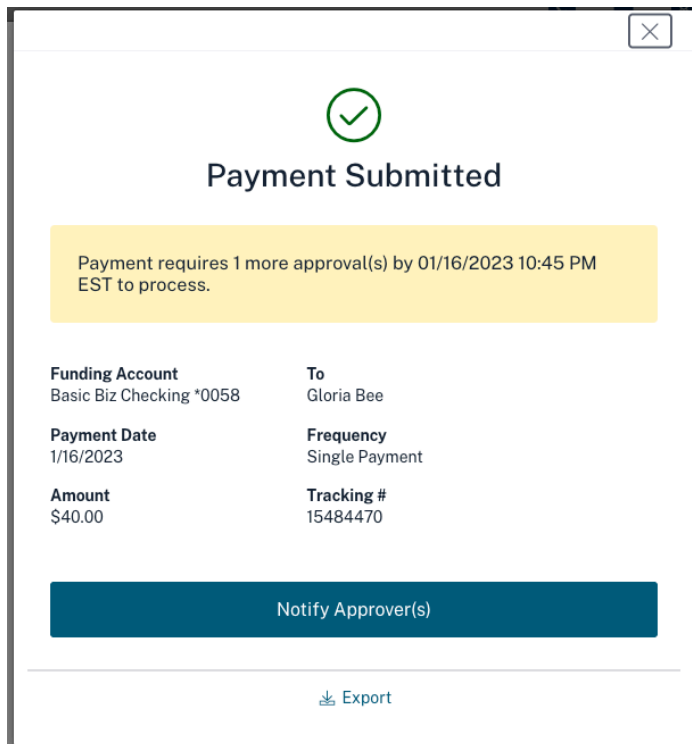 Payment Submitted
Payment requires 1 more approval(s) by 01/16/2023 10:45 PM
EST to process.
Funding Account
Basic Biz Checking *0058
To
Gloria Bee
Payment Date
1/16/2023
Frequency
Single Payment
Amount
$40.00
Tracking #
15484470
Notify Approver(s)
Export